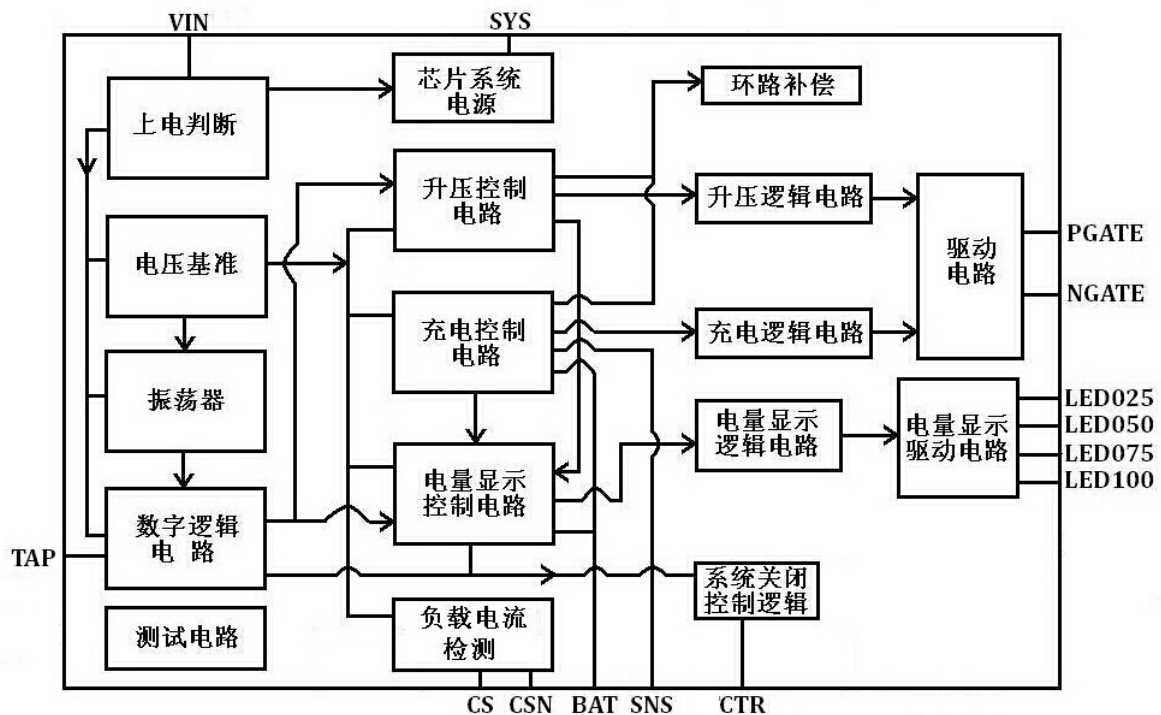 VIN
SYS
上电判断
芯片系统
电源
环路补偿
升压控制
电路
升压逻辑电路
驱动
电路
PGATE
NGATE
电压基准
充电控制
电路
充电逻辑电路
振荡器
电量显示
逻辑电路
电量显示
驱动电路
LED025
LED050
LED075
LED100
电量显示
控制电路
数字逻辑
电 路
TAP
系统关闭
控制逻辑
测试电路
负载电流
检测
CS
CSN
BAT
SNS
CTR